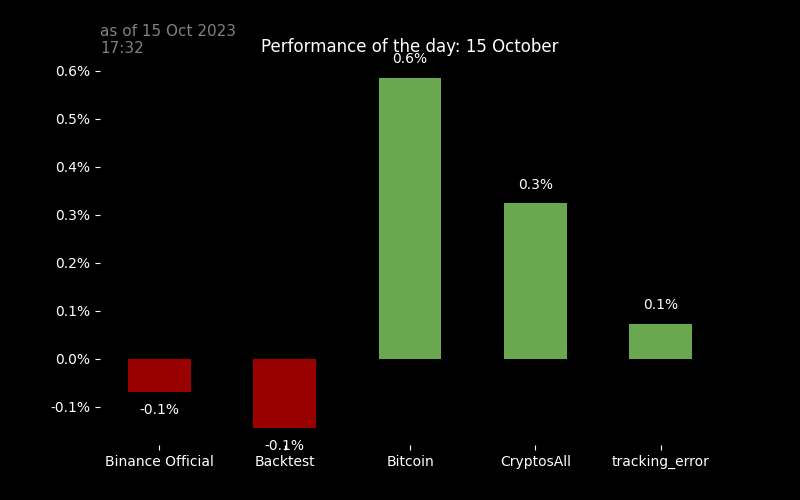 as of 15 Oct 2023
17:32
Performance of the day: 15 October
0.6%
0.6%
0.5%
0.4%
0.3%
0.3%
0.2%
0.1%
0.1%
0.0%
-0.1%
-0.1%
-0.1%
Binance Official
Backtest
Bitcoin
CryptosAll
tracking_error